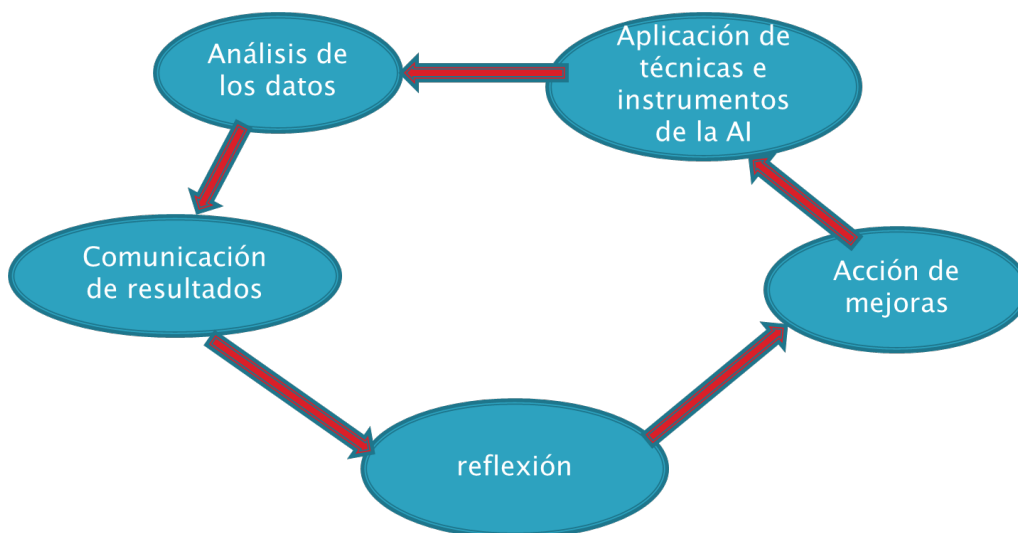 Análisis de
los datos
Aplicación de
técnicas e
instrumentos
de la AI
Comunicación
de resultados
Acción de
mejoras
reflexión